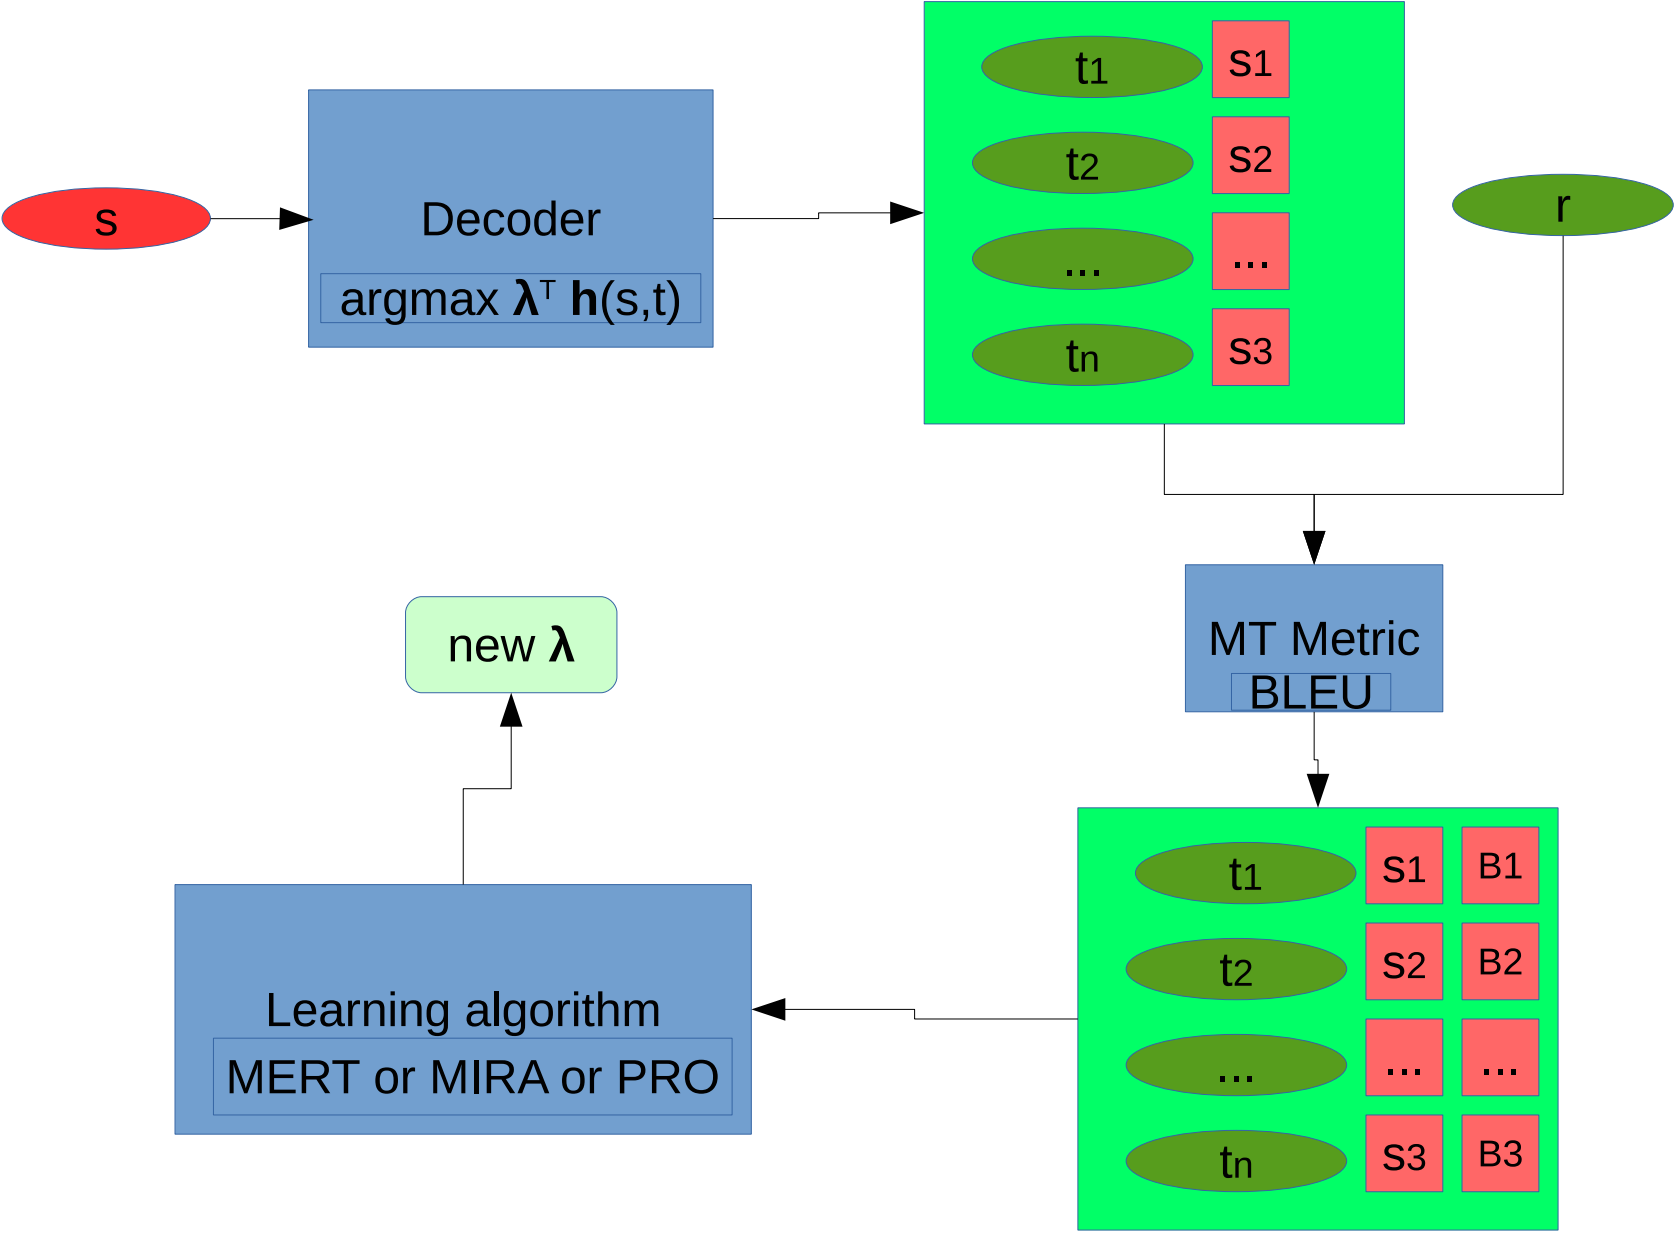 s
Decoder
argmax λᵀ h(s,t)
t1 s1
t2 s2
... ...
tn s3
r
MT Metric
BLEU
new λ
t1 s1 B1
t2 s2 B2
... ... ...
tn s3 B3
Learning algorithm
MERT or MIRA or PRO